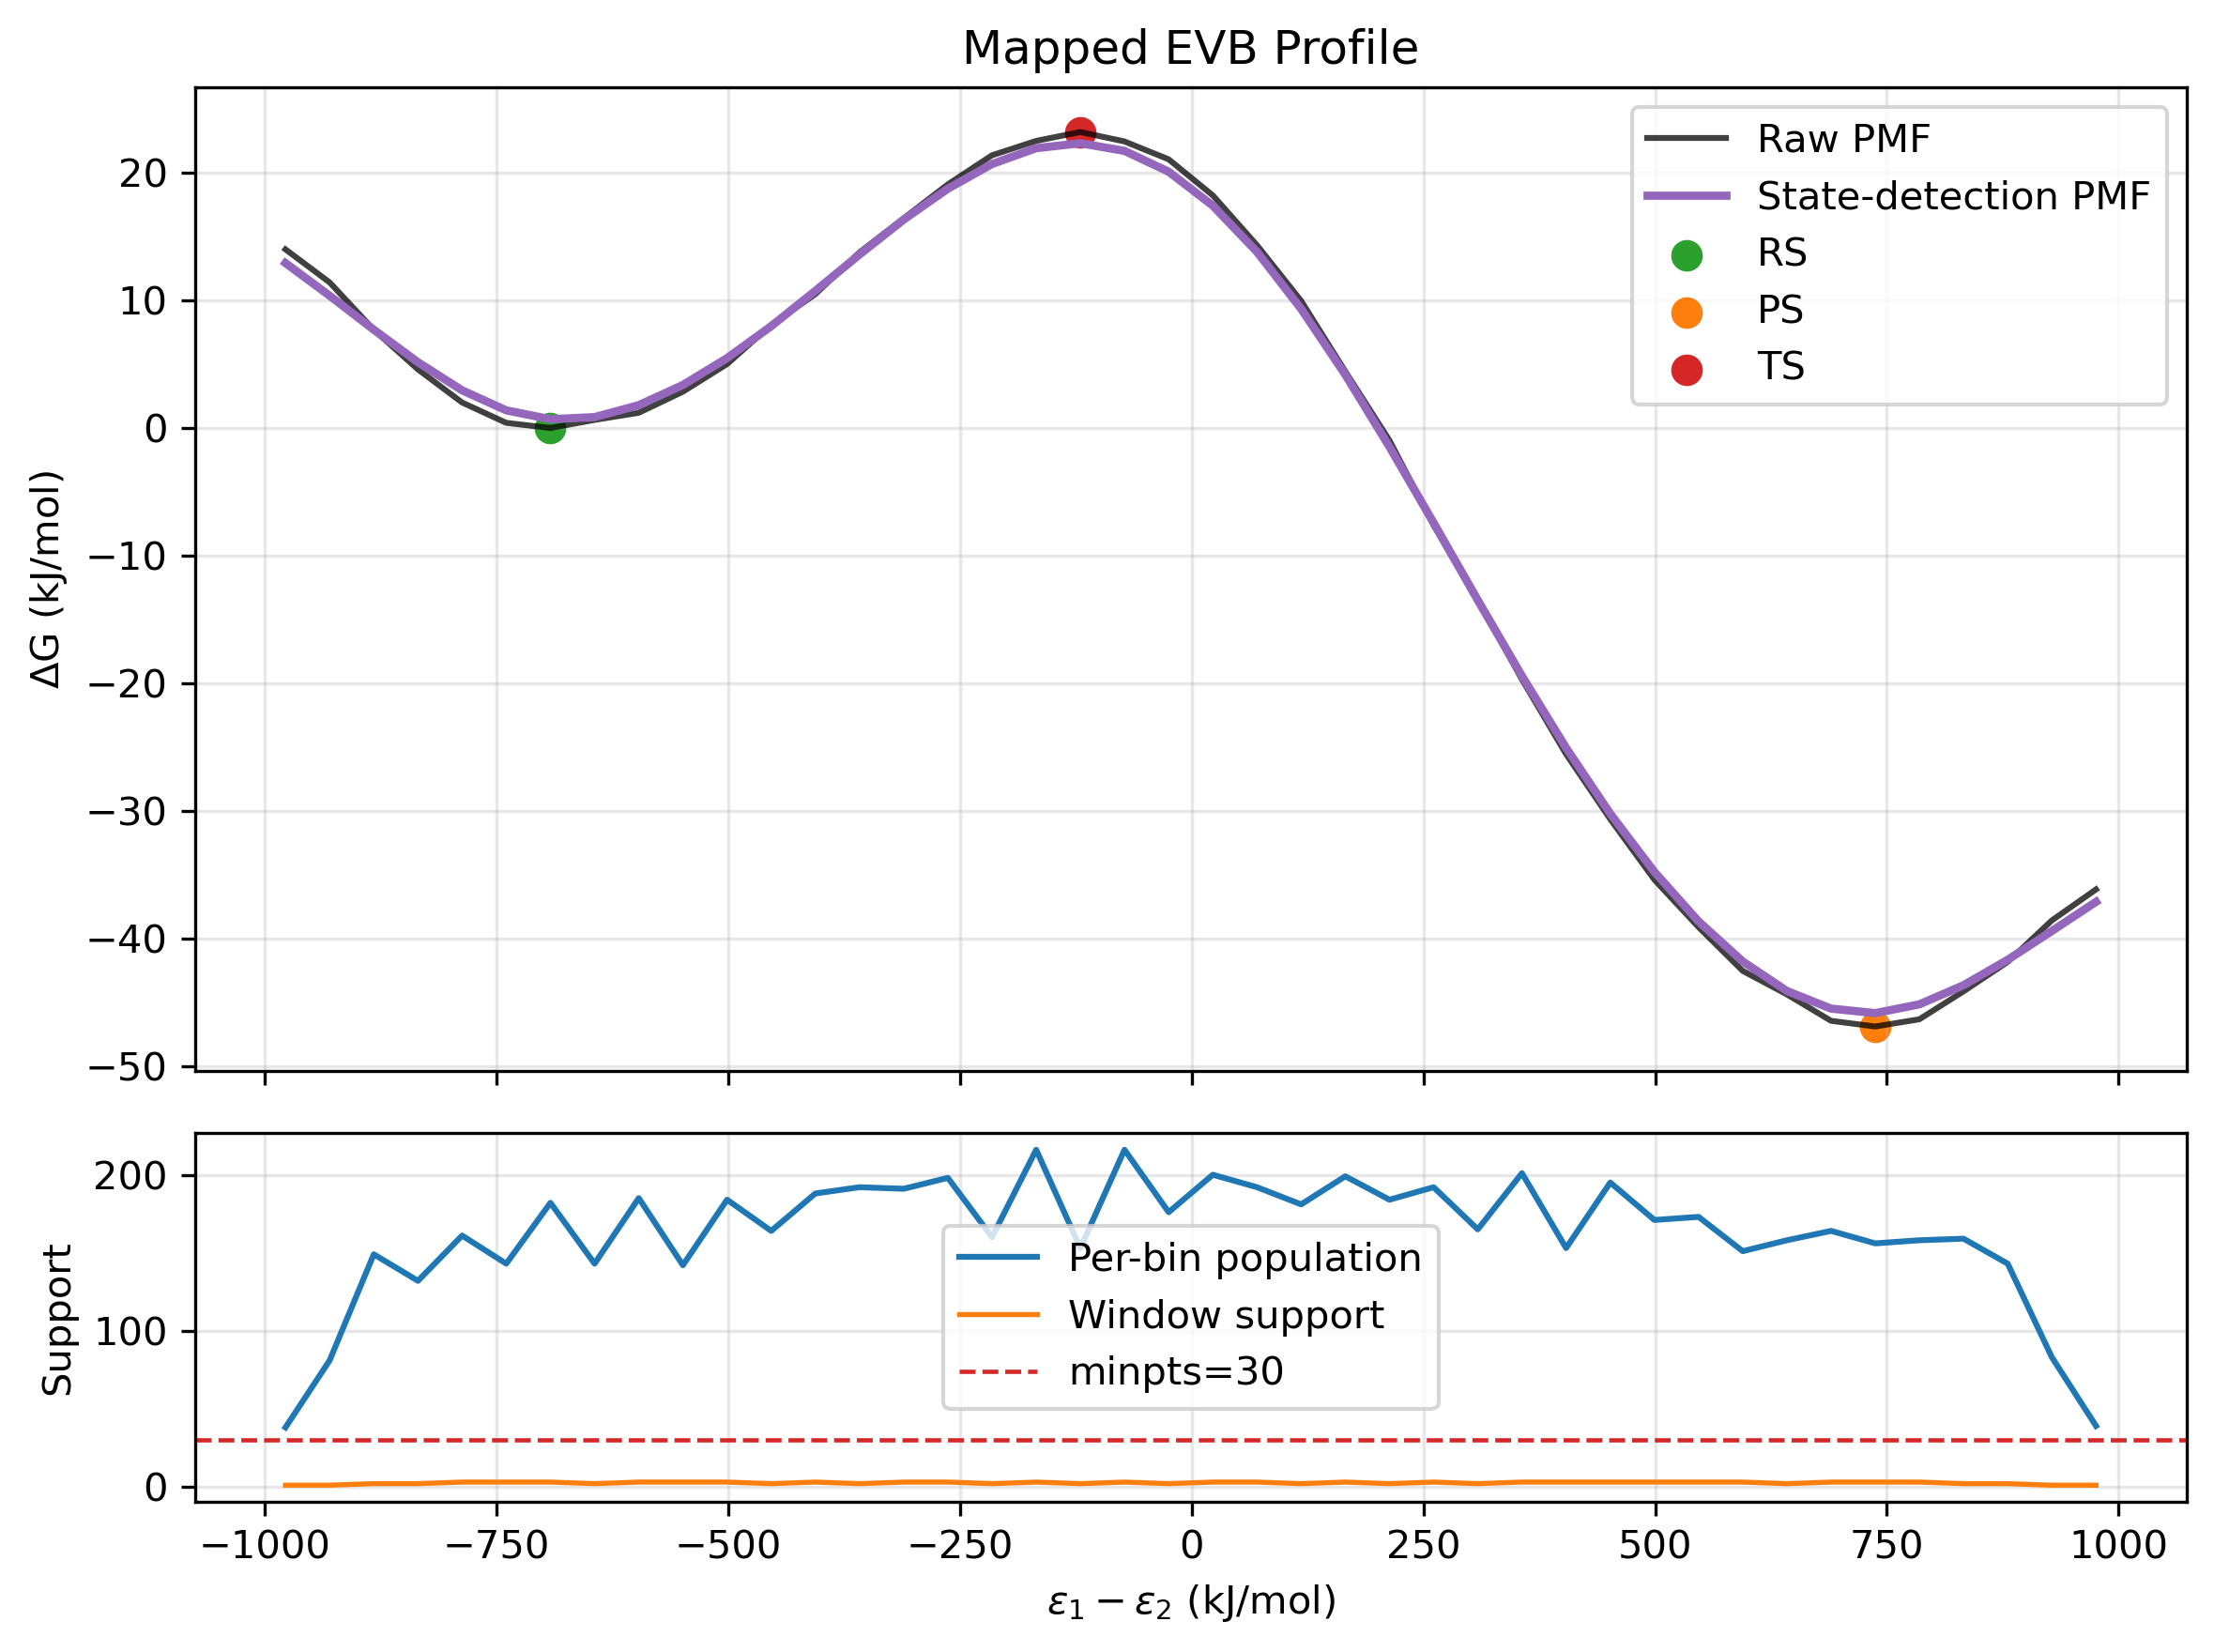 Mapped EVB Profile
ΔG (kJ/mol)
20
10
0
−10
−20
−30
−40
−50
Raw PMF
State-detection PMF
RS
PS
TS
Support
200
100
0
Per-bin population
Window support
minpts=30
−1000 −750 −500 −250 0 250 500 750 1000
ε₁ − ε₂ (kJ/mol)